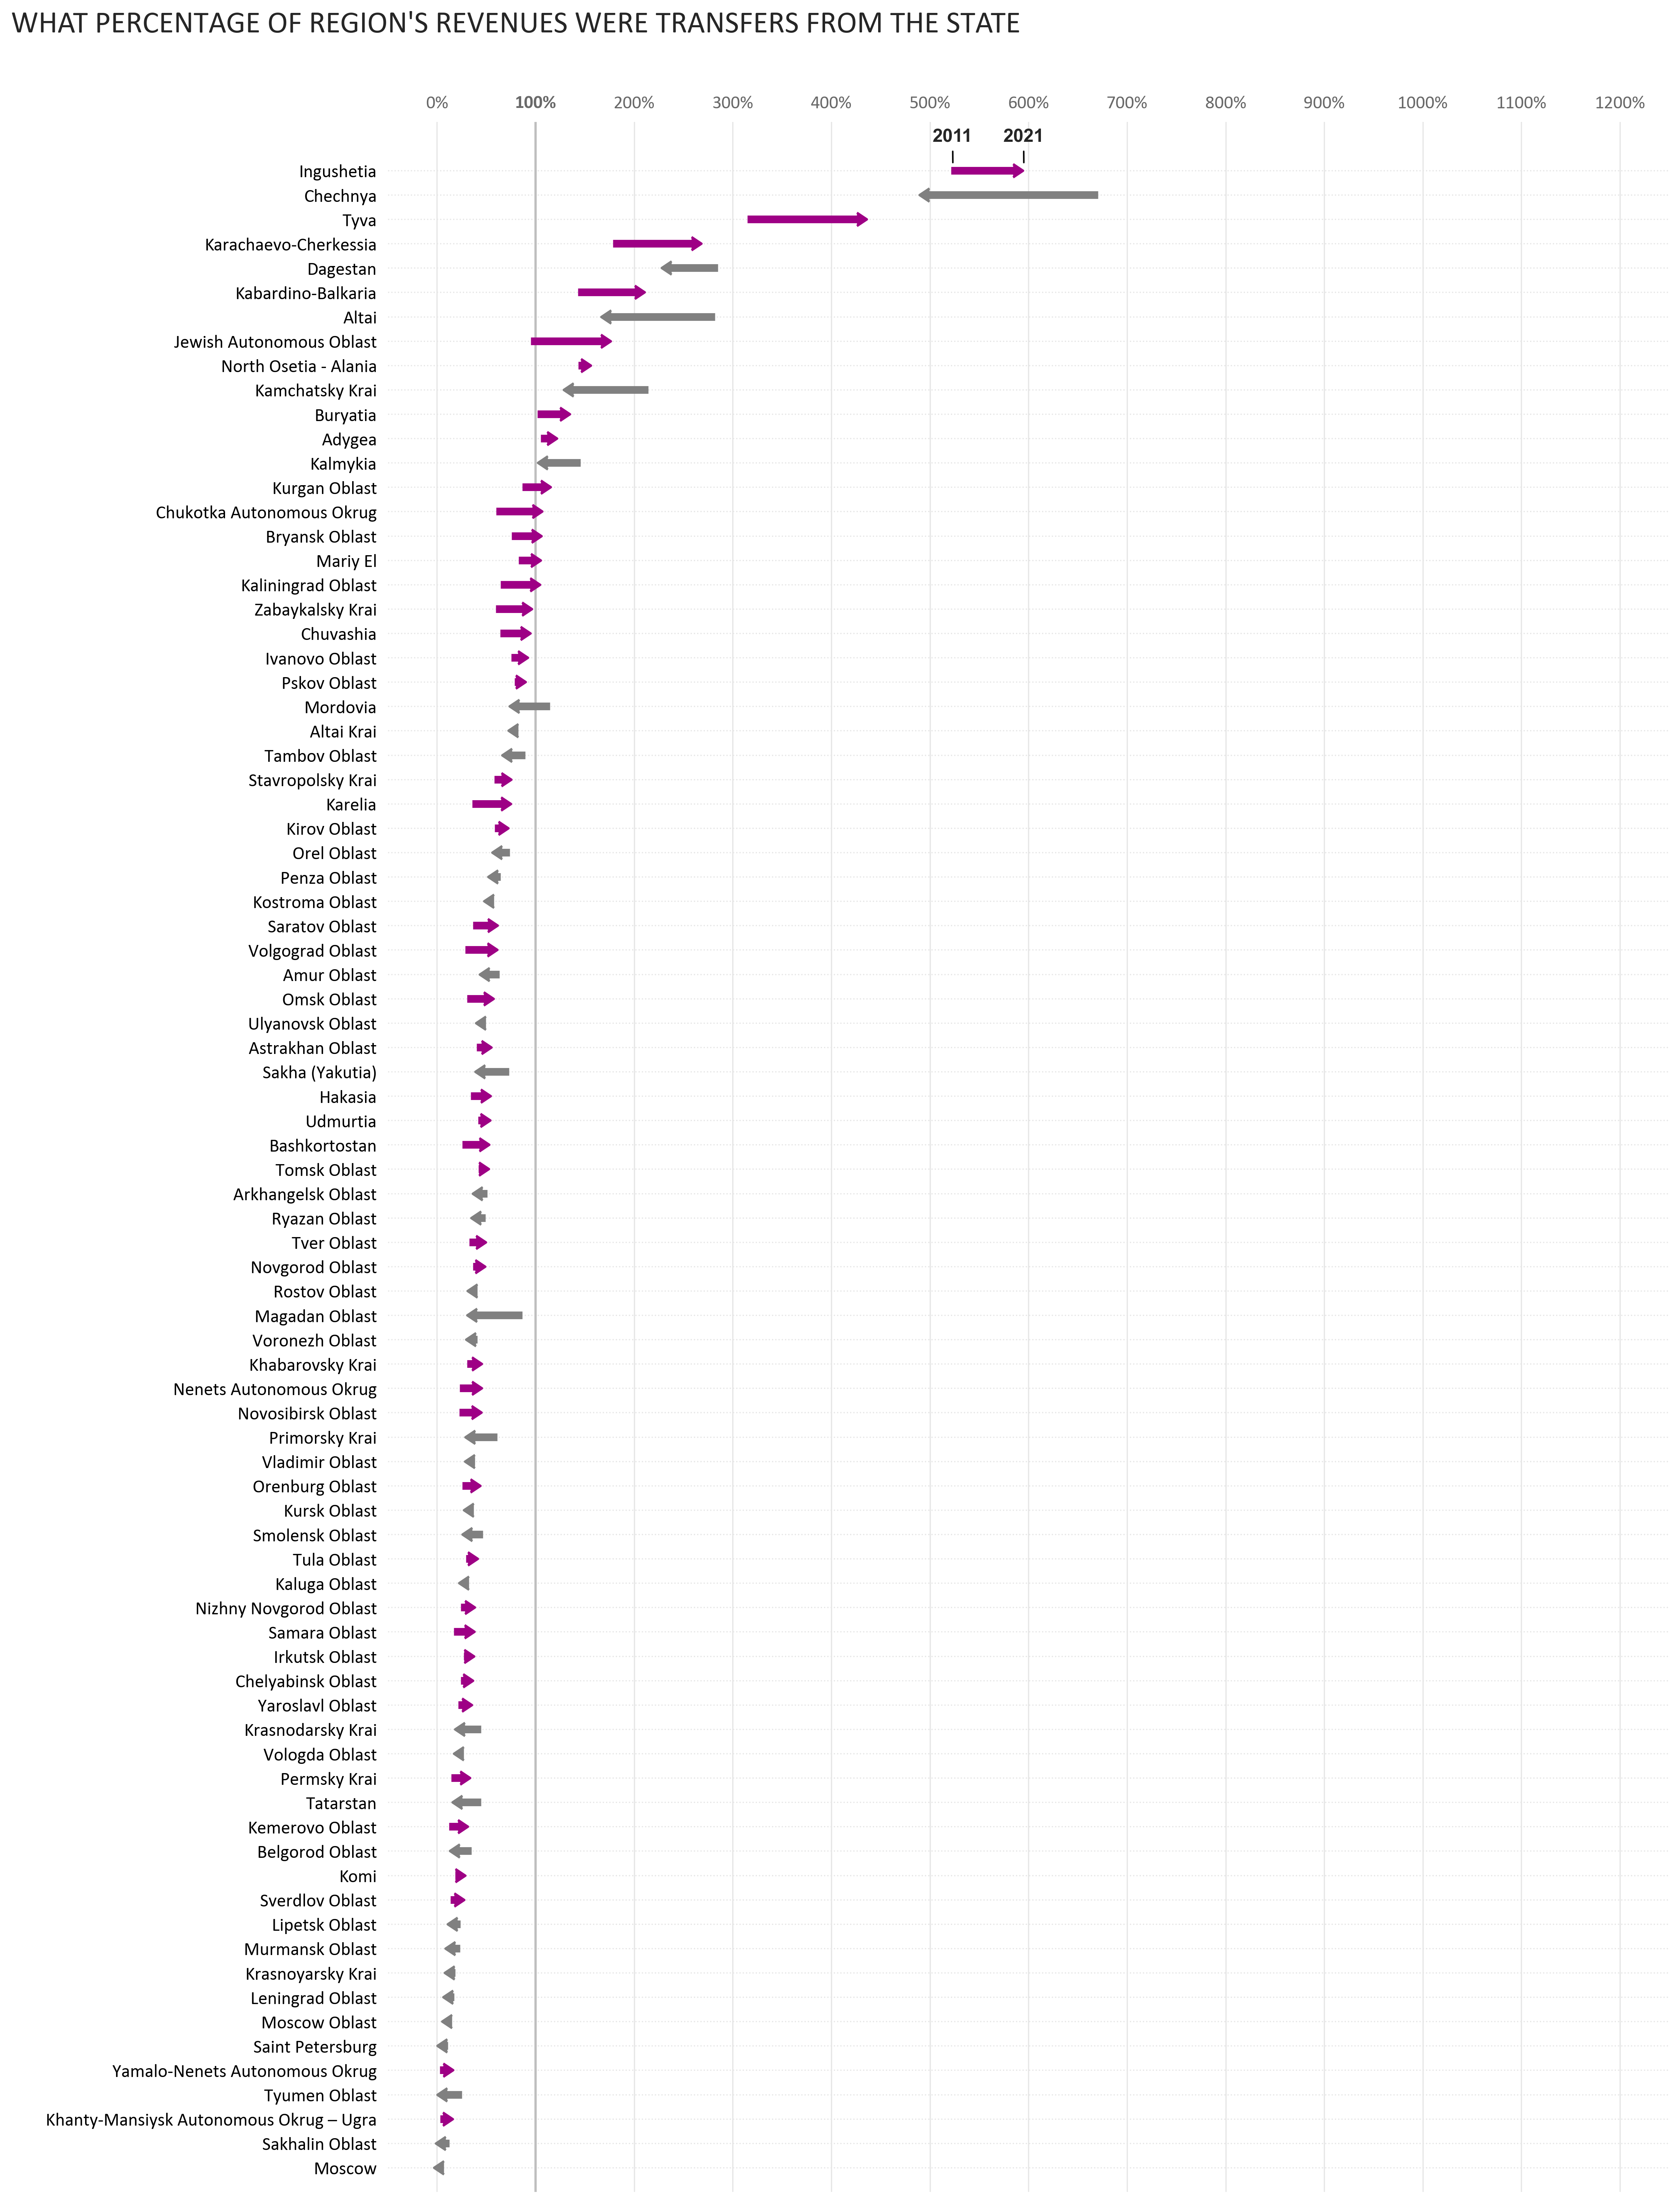 WHAT PERCENTAGE OF REGION'S REVENUES WERE TRANSFERS FROM THE STATE
0% 100% 200% 300% 400% 500% 600% 700% 800% 900% 1000% 1100% 1200%
2011 2021
Ingushetia
Chechnya
Tyva
Karachaevo-Cherkessia
Dagestan
Kabardino-Balkaria
Altai
Jewish Autonomous Oblast
North Osetia - Alania
Kamchatsky Krai
Buryatia
Adygea
Kalmykia
Kurgan Oblast
Chukotka Autonomous Okrug
Bryansk Oblast
Mariy El
Kaliningrad Oblast
Zabaykalsky Krai
Chuvashia
Ivanovo Oblast
Pskov Oblast
Mordovia
Altai Krai
Tambov Oblast
Stavropolsky Krai
Karelia
Kirov Oblast
Orel Oblast
Penza Oblast
Kostroma Oblast
Saratov Oblast
Volgograd Oblast
Amur Oblast
Omsk Oblast
Ulyanovsk Oblast
Astrakhan Oblast
Sakha (Yakutia)
Hakasia
Udmurtia
Bashkortostan
Tomsk Oblast
Arkhangelsk Oblast
Ryazan Oblast
Tver Oblast
Novgorod Oblast
Rostov Oblast
Magadan Oblast
Voronezh Oblast
Khabarovsky Krai
Nenets Autonomous Okrug
Novosibirsk Oblast
Primorsky Krai
Vladimir Oblast
Orenburg Oblast
Kursk Oblast
Smolensk Oblast
Tula Oblast
Kaluga Oblast
Nizhny Novgorod Oblast
Samara Oblast
Irkutsk Oblast
Chelyabinsk Oblast
Yaroslavl Oblast
Krasnodarsky Krai
Vologda Oblast
Permsky Krai
Tatarstan
Kemerovo Oblast
Belgorod Oblast
Komi
Sverdlov Oblast
Lipetsk Oblast
Murmansk Oblast
Krasnoyarsky Krai
Leningrad Oblast
Moscow Oblast
Saint Petersburg
Yamalo-Nenets Autonomous Okrug
Tyumen Oblast
Khanty-Mansiysk Autonomous Okrug – Ugra
Sakhalin Oblast
Moscow